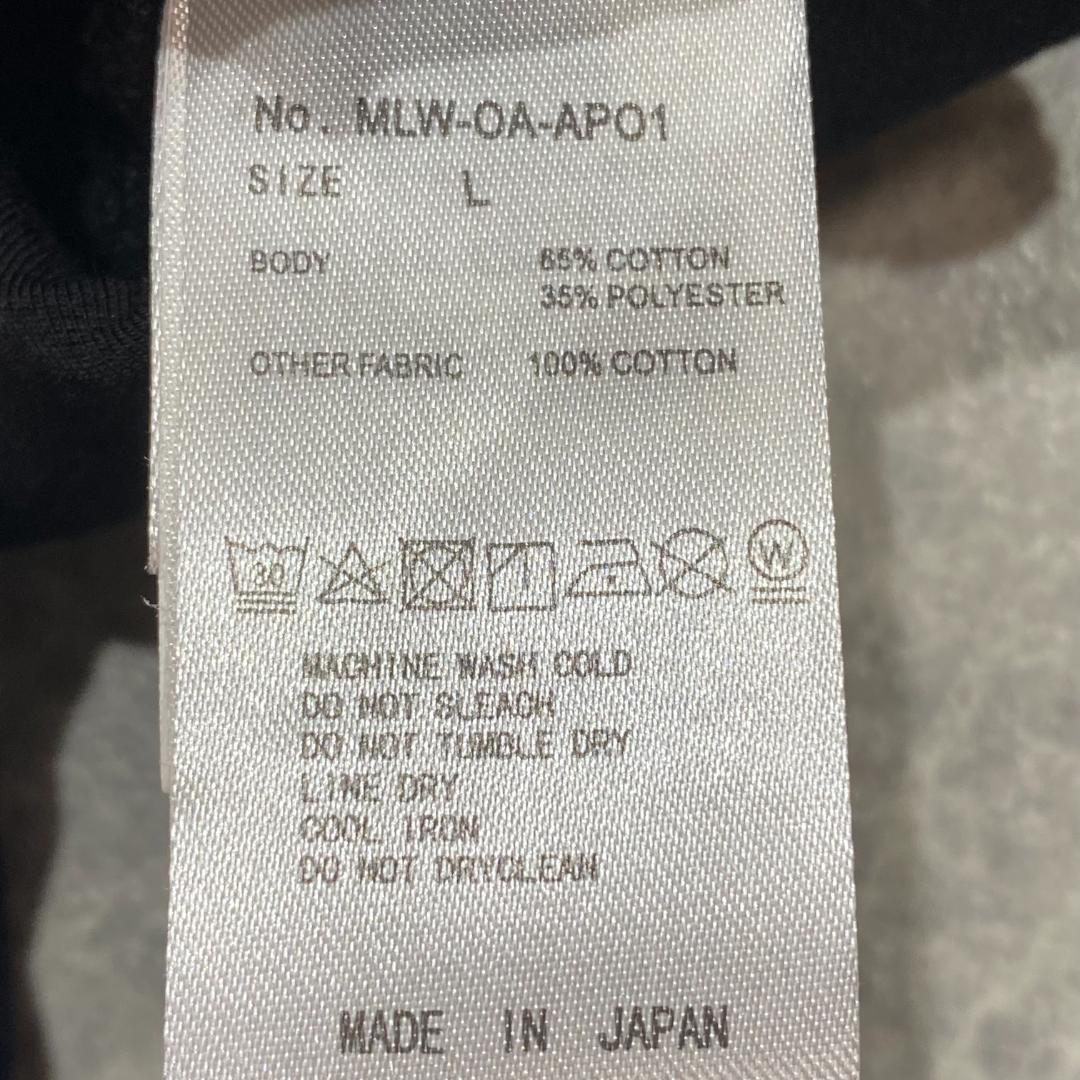 No. MLW-OA-AP01
SIZE L
BODY 65% COTTON
35% POLYESTER
OTHER FABRIC 100% COTTON
30 W
MACHINE WASH COLD
DO NOT BLEACH
DO NOT TUMBLE DRY
LINE DRY
COOL IRON
DO NOT DRYCLEAN
MADE IN JAPAN